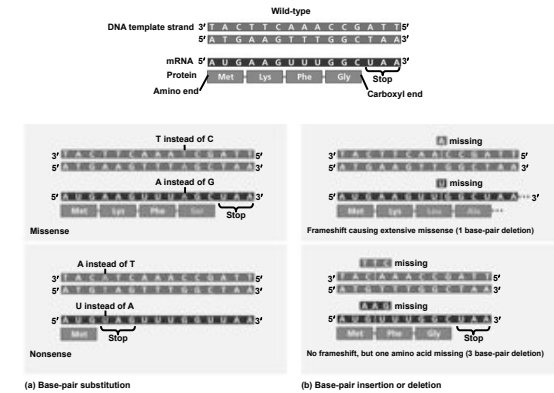 Wild-type
DNA template strand 3′ T A C T T C A A A C C G A T T 5′
5′ A T G A A G T T T G G C T A A 3′
mRNA 5′ A U G A A G U U U G G C U A A 3′
Protein Met Lys Phe Gly Stop
Amino end Carboxyl end
T instead of C
3′ T A C T T C A A A T C G A T T 5′
5′ A T G A A G T T T A G C T A A 3′
A instead of G
5′ A U G A A G U U U A G C U A A 3′
Met Lys Phe Ser Stop
Missense
A instead of T
3′ T A C A T C A A A C C G A T T 5′
5′ A T G T A G T T T G G C T A A 3′
U instead of A
5′ A U G U A G U U U G G U U A A 3′
Met Stop
Nonsense
(a) Base-pair substitution
A missing
3′ T A C T T C A A C C G A T T 5′
5′ A T G A A G T T G G C T A A 3′
U missing
5′ A U G A A G U U G G C U A A 3′
Met Lys Leu Ala
Frameshift causing extensive missense (1 base-pair deletion)
T T C missing
3′ T A C A A A C C G A T T 5′
5′ A T G T T T G G C T A A 3′
A A G missing
5′ A U G U U U G G C U A A 3′
Met Phe Gly Stop
No frameshift, but one amino acid missing (3 base-pair deletion)
(b) Base-pair insertion or deletion